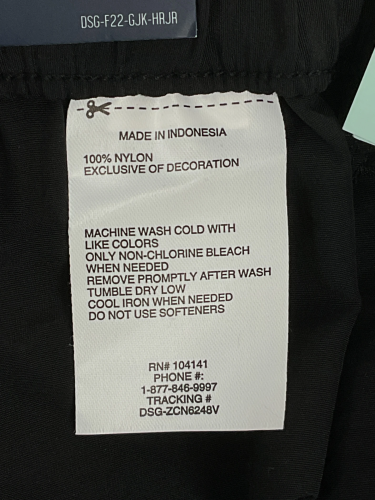 DSG-F22-GJK-HRJR
MADE IN INDONESIA
100% NYLON
EXCLUSIVE OF DECORATION
MACHINE WASH COLD WITH
LIKE COLORS
ONLY NON-CHLORINE BLEACH
WHEN NEEDED
REMOVE PROMPTLY AFTER WASH
TUMBLE DRY LOW
COOL IRON WHEN NEEDED
DO NOT USE SOFTENERS
RN# 104141
PHONE #:
1-877-846-9997
TRACKING #
DSG-ZCN6248V